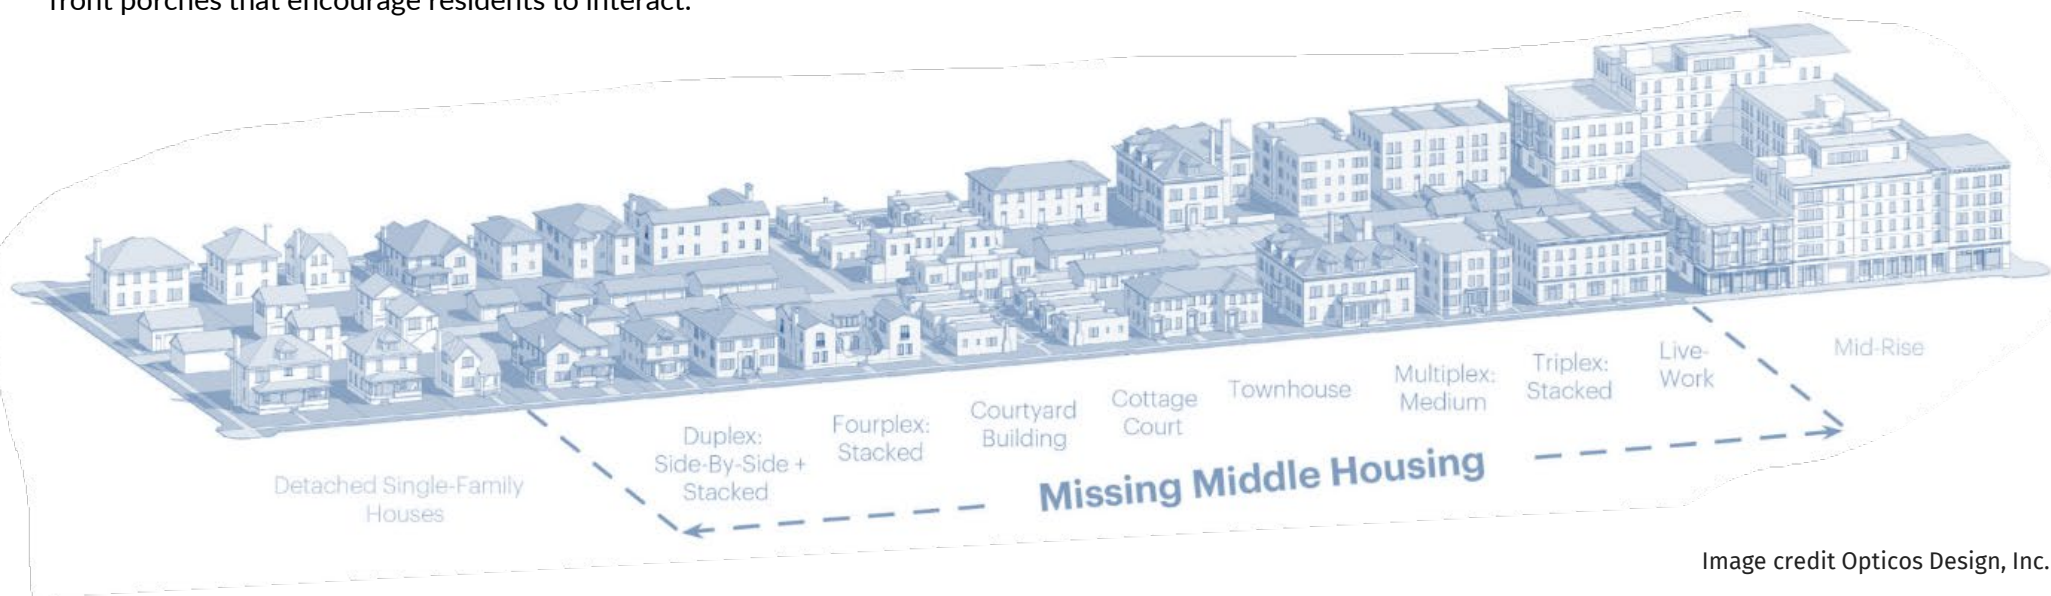 front porches that encourage residents to interact.
Detached Single-Family
Houses
Duplex:
Side-By-Side +
Stacked
Fourplex:
Stacked
Courtyard
Building
Cottage
Court
Townhouse
Multiplex:
Medium
Triplex:
Stacked
Live-
Work
Mid-Rise
Missing Middle Housing
Image credit Opticos Design, Inc.